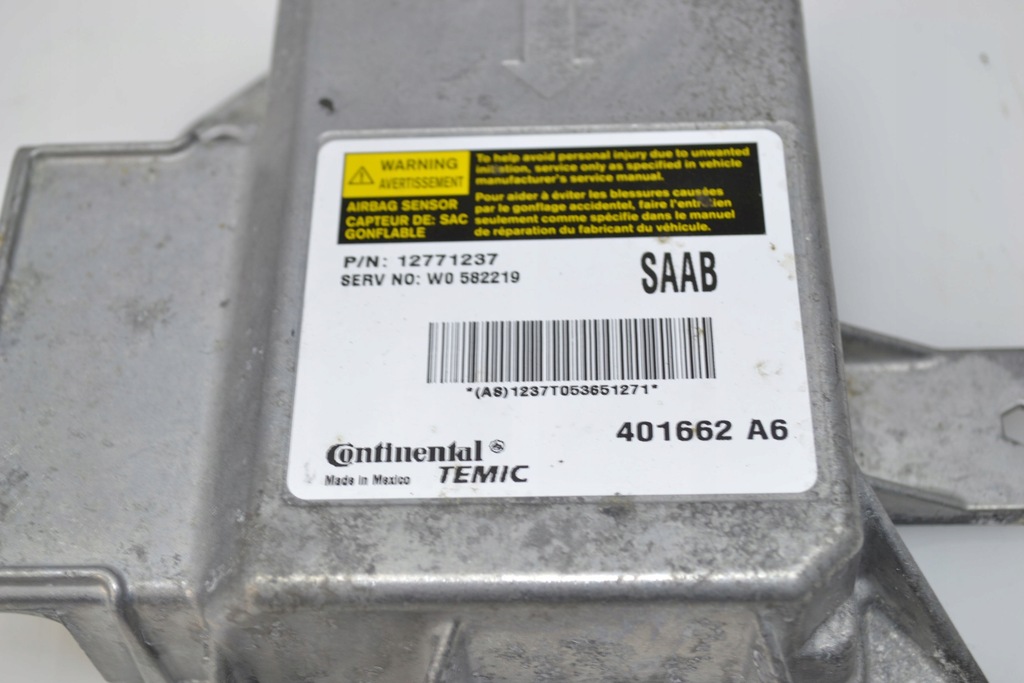 WARNING
AVERTISSEMENT
AIRBAG SENSOR
CAPTEUR DE: SAC
GONFLABLE
To help avoid personal injury due to unwanted
initiation, service only as specified in vehicle
manufacturer's service manual.
Pour aider à éviter les blessures causées
par le gonflage accidentel, faire l'entretien
seulement comme spécifie dans le manuel
de réparation du fabricant du véhicule.
P/N: 12771237
SERV NO: W0 582219
SAAB
*(A8)1237T053651271*
401662 A6
Continental
TEMIC
Made in Mexico